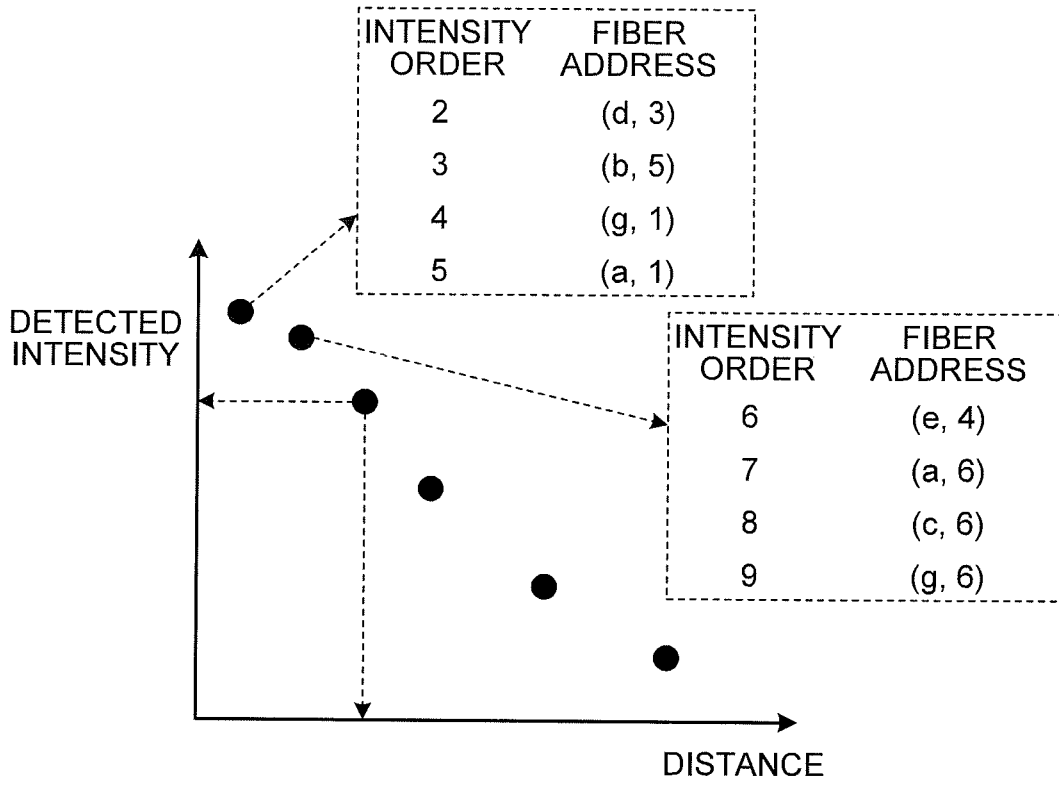 INTENSITY FIBER
ORDER ADDRESS
2 (d, 3)
3 (b, 5)
4 (g, 1)
5 (a, 1)
DETECTED
INTENSITY
INTENSITY FIBER
ORDER ADDRESS
6 (e, 4)
7 (a, 6)
8 (c, 6)
9 (g, 6)
DISTANCE